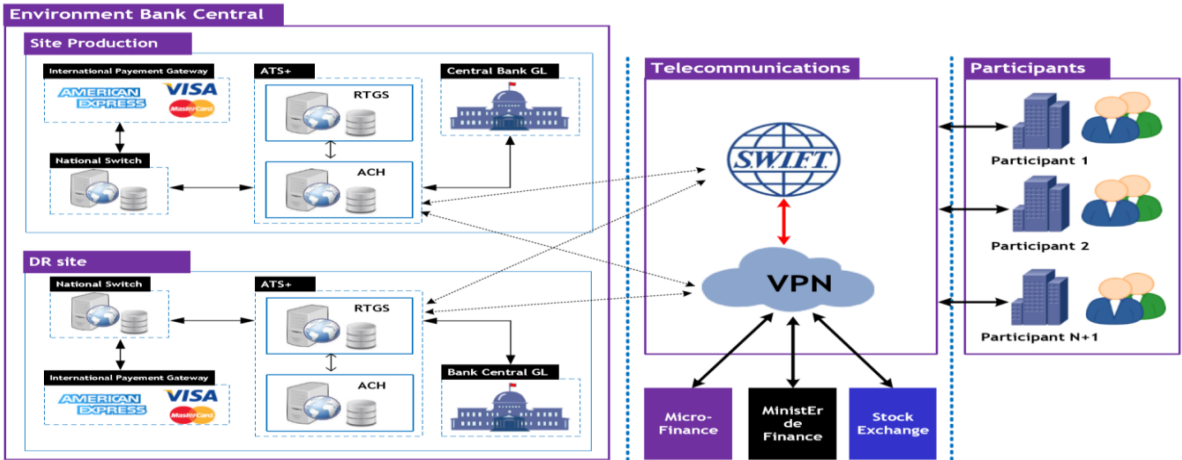 Environment Bank Central
Site Production
International Payement Gateway
AMERICAN
EXPRESS
VISA
MasterCard
National Switch
ATS+
RTGS
ACH
Central Bank GL
DR site
National Switch
International Payement Gateway
AMERICAN
EXPRESS
VISA
MasterCard
ATS+
RTGS
ACH
Bank Central GL
Telecommunications
S.W.I.F.T.
VPN
Micro-
Finance
MinistEr
de
Finance
Stock
Exchange
Participants
Participant 1
Participant 2
Participant N+1